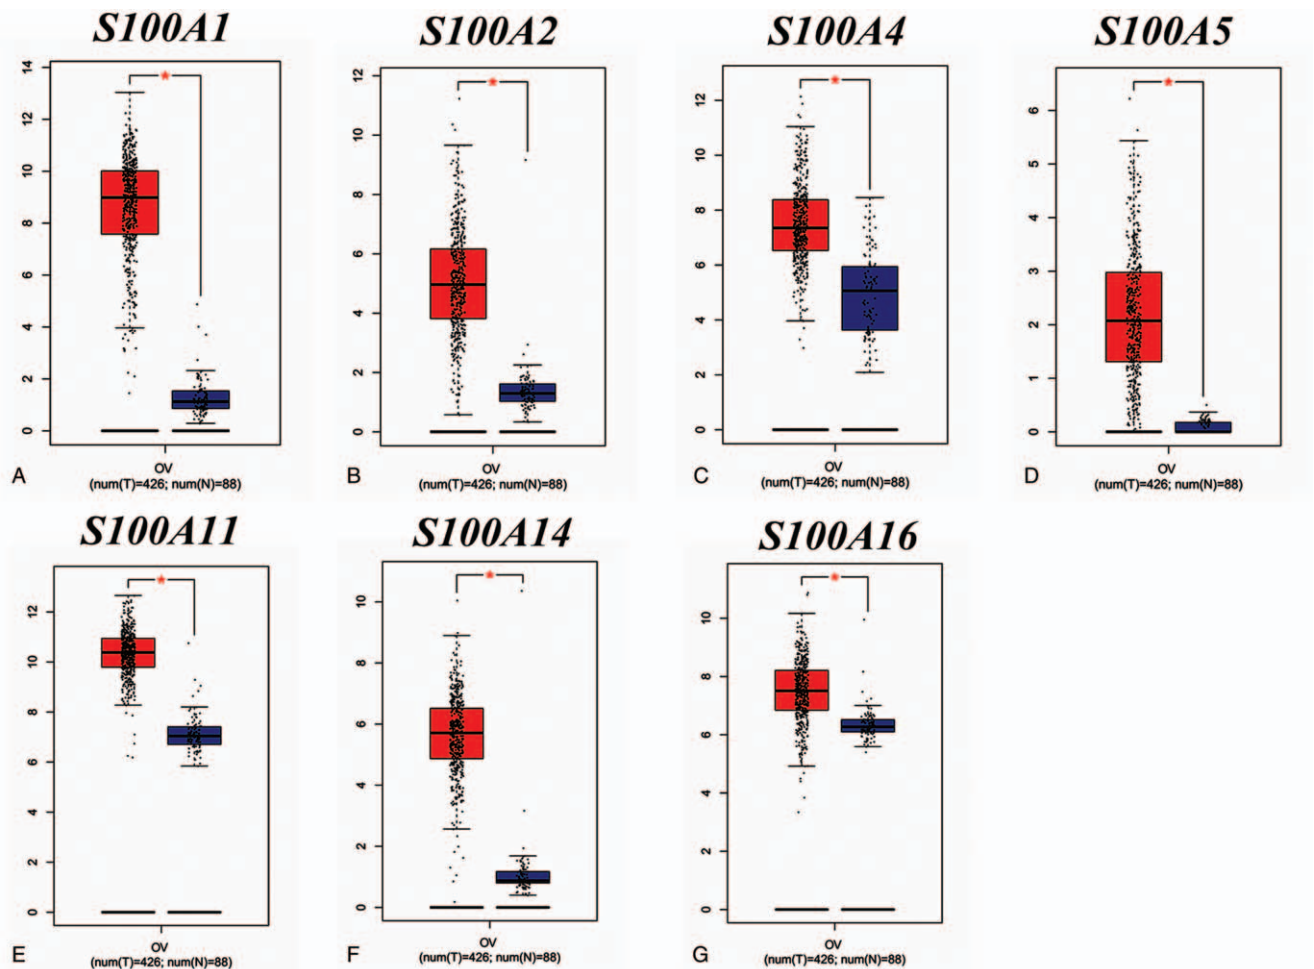 S100A1 S100A2 S100A4 S100A5
14
12
10
8
6
4
2
0
12
10
8
6
4
2
0
12
10
8
6
4
2
0
6
5
4
3
2
1
0
A
OV
(num(T)=426; num(N)=88)
B
OV
(num(T)=426; num(N)=88)
C
OV
(num(T)=426; num(N)=88)
D
OV
(num(T)=426; num(N)=88)
S100A11 S100A14 S100A16
12
10
8
6
4
2
0
10
8
6
4
2
0
10
8
6
4
2
0
E
OV
(num(T)=426; num(N)=88)
F
OV
(num(T)=426; num(N)=88)
G
OV
(num(T)=426; num(N)=88)